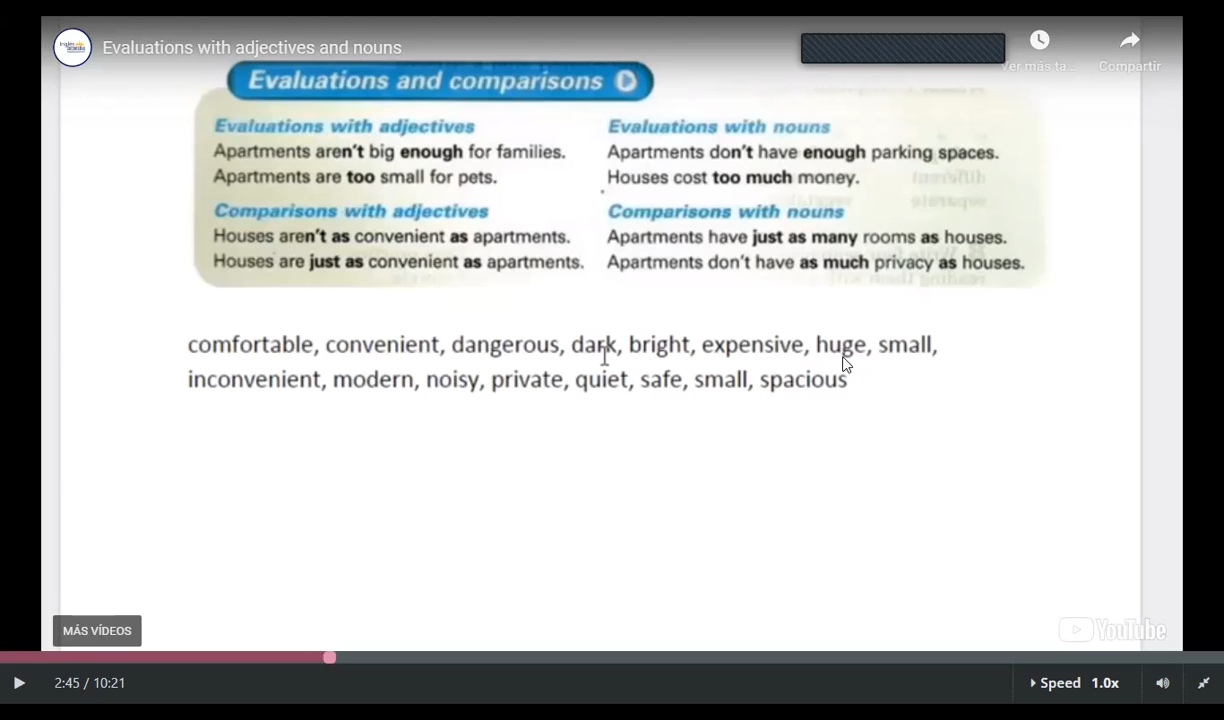 Evaluations with adjectives and nouns
Ver más ta...
Compartir
Evaluations and comparisons
Evaluations with adjectives
Apartments aren't big enough for families.
Apartments are too small for pets.
Comparisons with adjectives
Houses aren't as convenient as apartments.
Houses are just as convenient as apartments.
Evaluations with nouns
Apartments don't have enough parking spaces.
Houses cost too much money.
Comparisons with nouns
Apartments have just as many rooms as houses.
Apartments don't have as much privacy as houses.
comfortable, convenient, dangerous, dark, bright, expensive, huge, small,
inconvenient, modern, noisy, private, quiet, safe, small, spacious
MÁS VÍDEOS
YouTube
2:45 / 10:21
Speed 1.0x